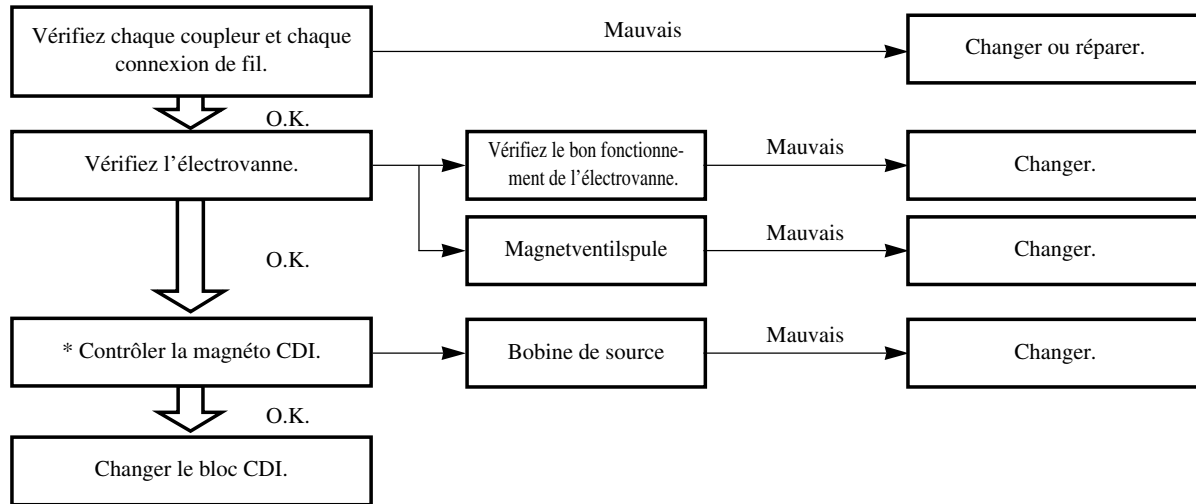 Vérifiez chaque coupleur et chaque
connexion de fil.
Mauvais
Changer ou réparer.
O.K.
Vérifiez l’électrovanne.
Vérifiez le bon fonctionne-
ment de l’électrovanne.
Mauvais
Changer.
Magnetventilspule
Mauvais
Changer.
O.K.
* Contrôler la magnéto CDI.
Bobine de source
Mauvais
Changer.
O.K.
Changer le bloc CDI.